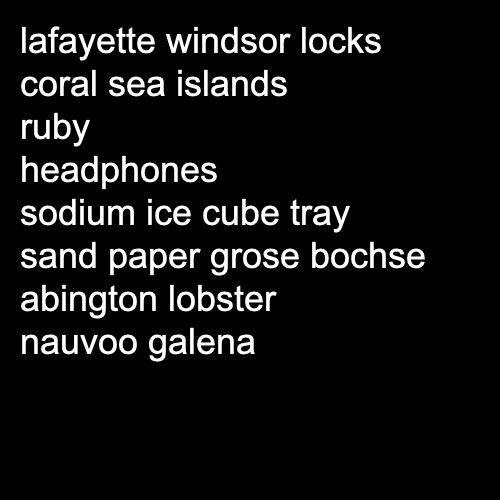 lafayette windsor locks
coral sea islands
ruby
headphones
sodium ice cube tray
sand paper grose bochse
abington lobster
nauvoo galena